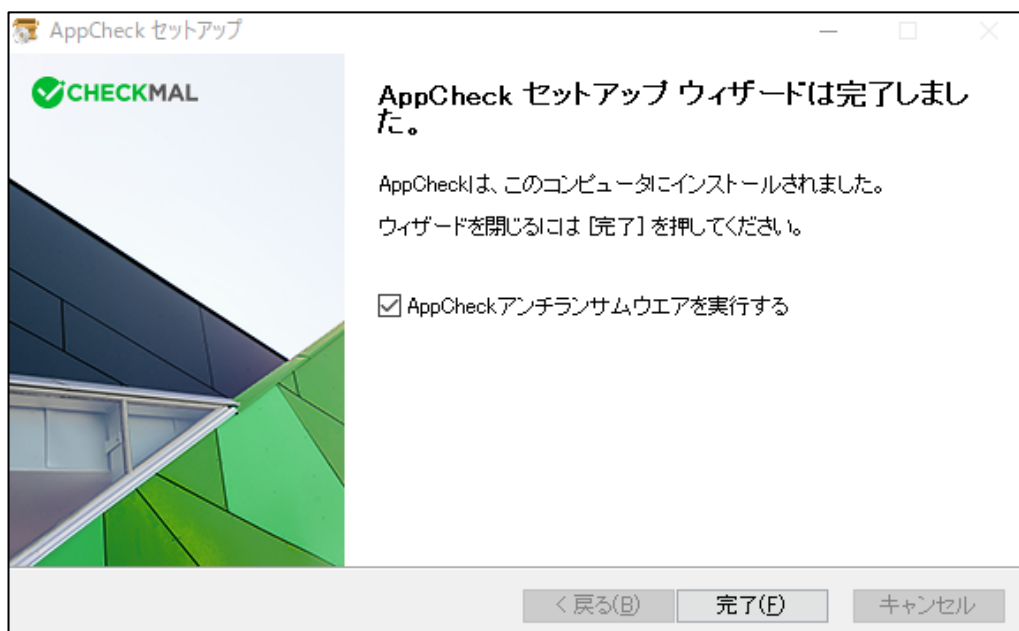 AppCheck セットアップ
CHECKMAL
AppCheck セットアップ ウィザードは完了しまし
た。
AppCheckは、このコンピュータにインストールされました。
ウィザードを閉じるには [完了] を押してください。
AppCheckアンチランサムウエアを実行する
< 戻る(B)
完了(F)
キャンセル